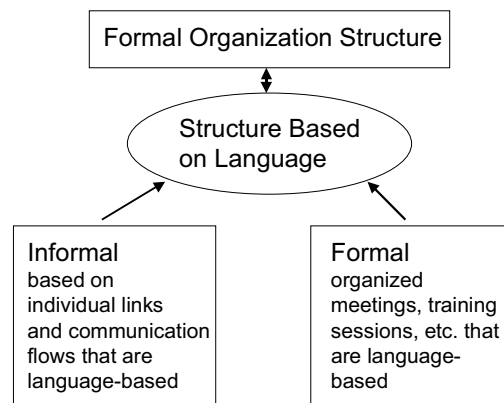 Formal Organization Structure
Structure Based
on Language
Informal
based on
individual links
and communication
flows that are
language-based
Formal
organized
meetings, training
sessions, etc. that
are language-
based